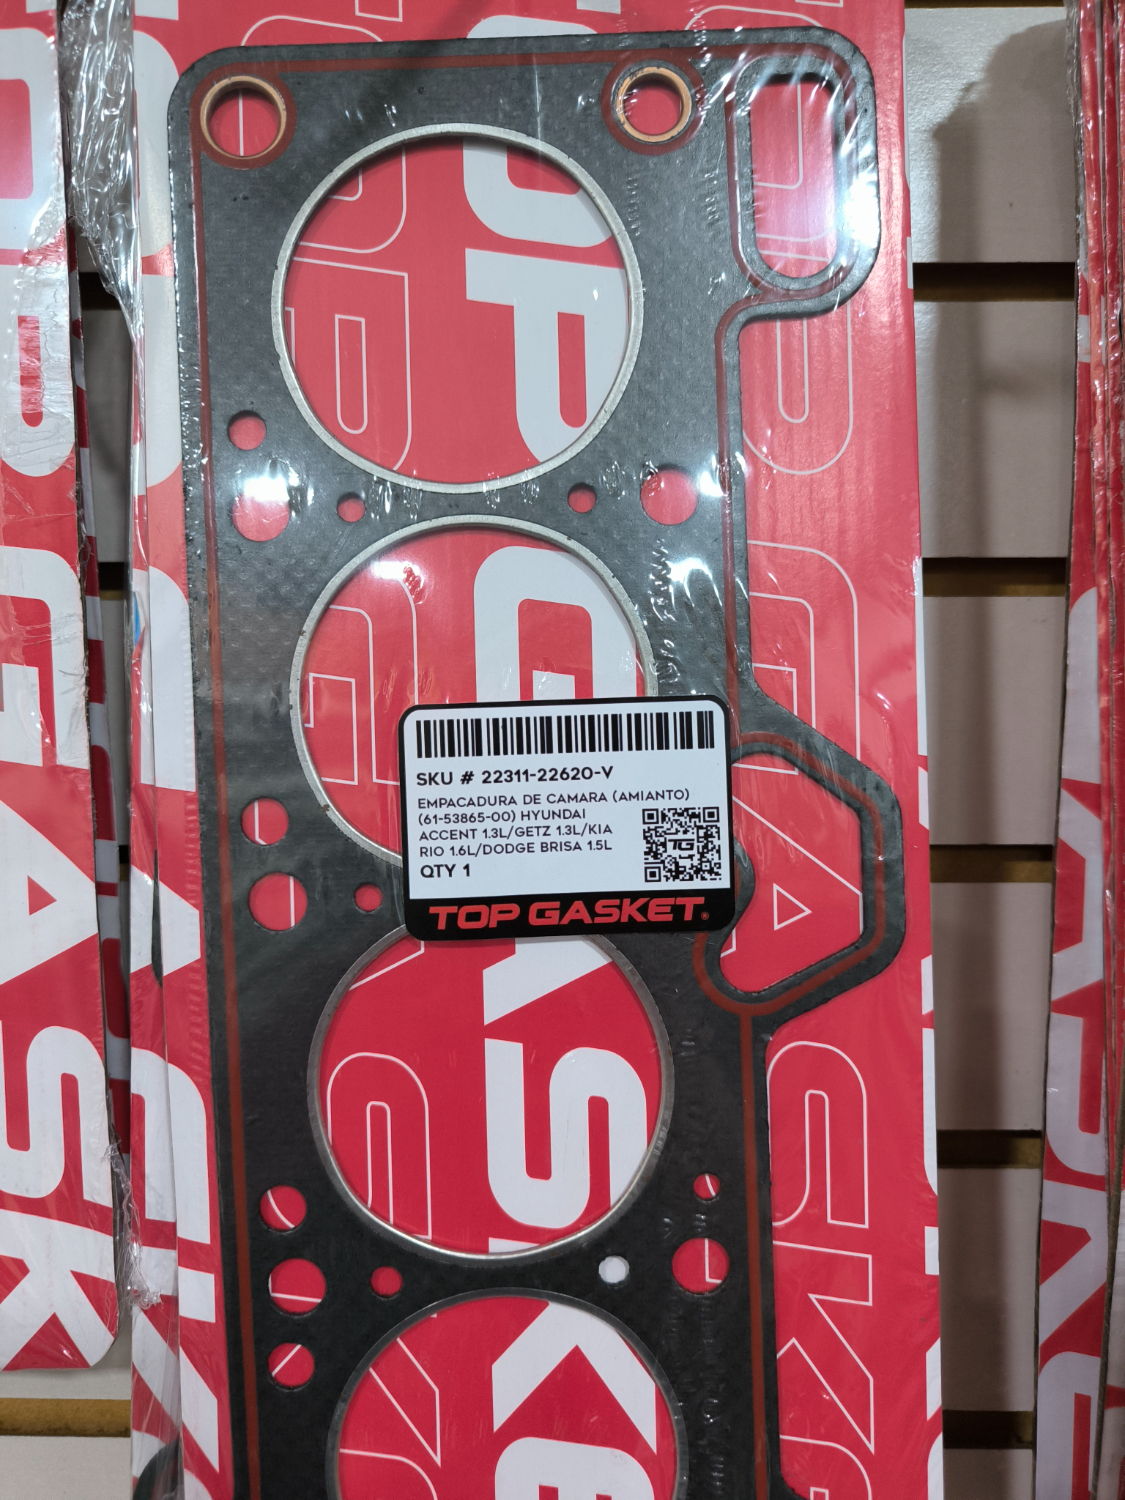 SKU # 22311-22620-V
EMPACADURA DE CAMARA (AMIANTO)
(61-53865-00) HYUNDAI
ACCENT 1.3L/GETZ 1.3L/KIA
RIO 1.6L/DODGE BRISA 1.5L
QTY 1
TG
TOP GASKET®